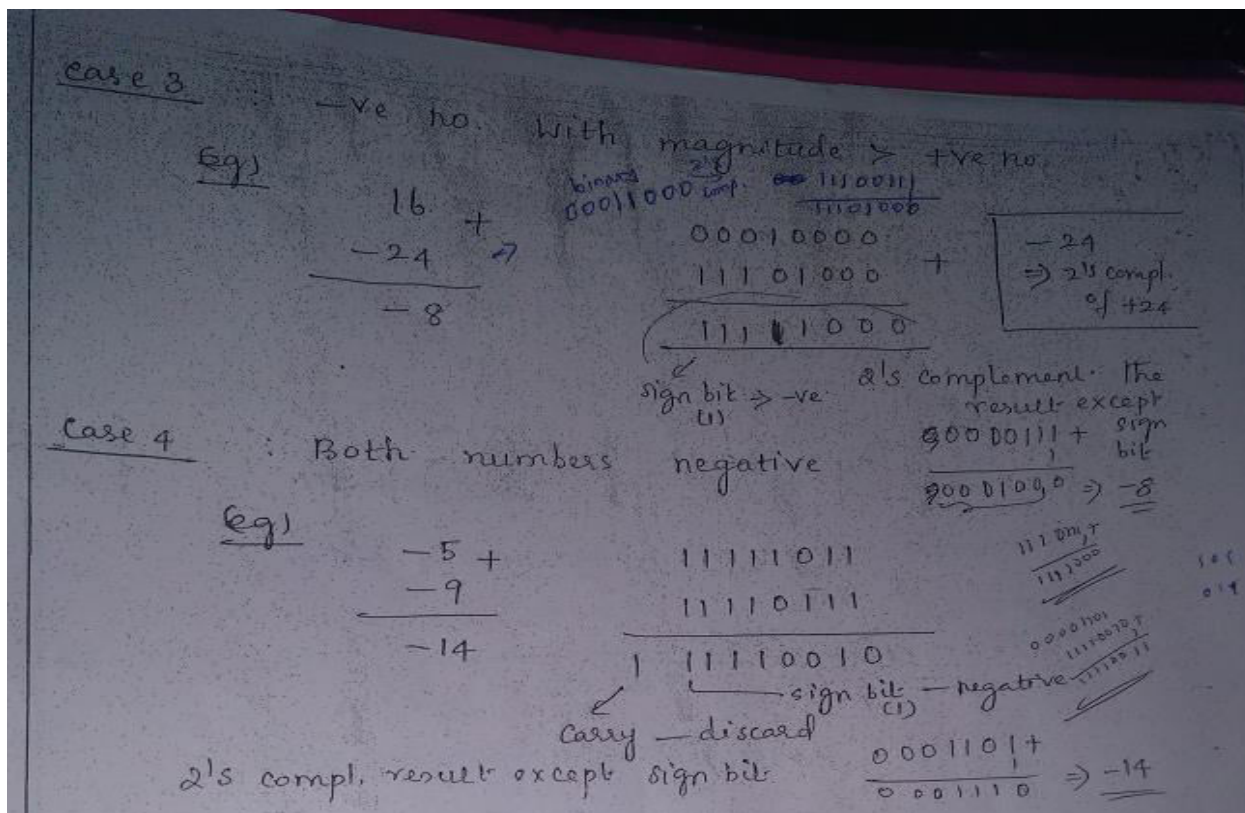 case 3
-ve no. With magnitude > +ve no.
Eg)
binary 2's
00011000 comp. 11100111
11101000
16 +
-24 ⇒
-8
00010000
11101000 +
11111000
-24
⇒ 2's compl.
of +24
sign bit ⇒ -ve
(1)
2's complement. The
result except
sign
bit
0000111 +
1
0001000 ⇒ -8
Case 4 : Both numbers negative
Eg)
-5 +
-9
-14
11111011
11110111
1 11110010
sign bit - negative
(1)
Carry - discard
2's compl. result except sign bit
0001101 +
1
0001110 ⇒ -14